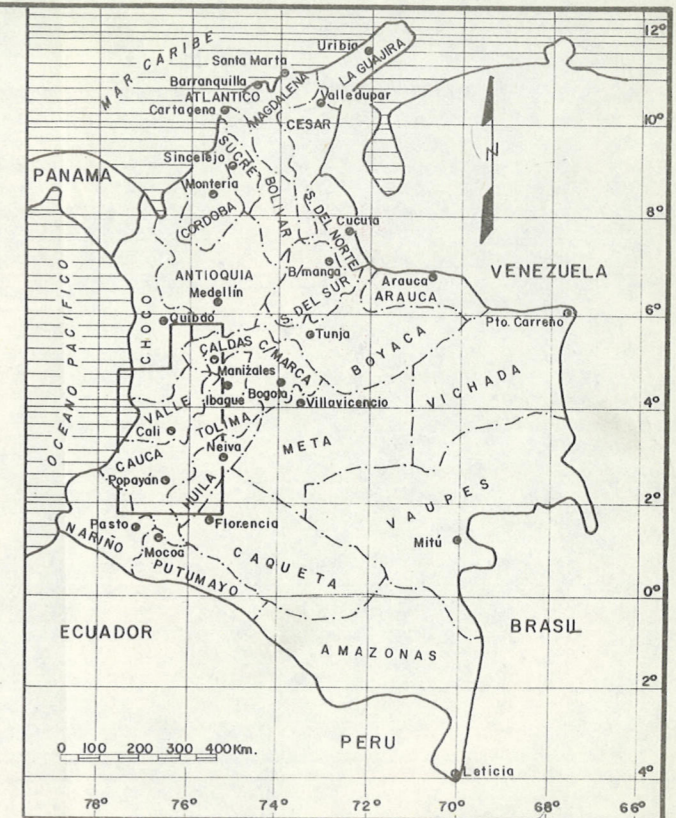 MAR CARIBE
Uribia
12°
Santa Marta
LA GUAJIRA
Barranquilla
MAGDALENA
Valledupar
ATLANTICO
Cartagena
CESAR
10°
N
Sincelejo
SUCRE
PANAMA
Montería
BOLIVAR
CORDOBA
S. DEL NORTE
8°
Cucuta
B/manga
VENEZUELA
ANTIOQUIA
Arauca
Medellín
S. DEL SUR
ARAUCA
OCEANO PACIFICO
CHOCO
Quibdo
6°
Pto. Carreño
Tunja
CALDAS
C/MARCA
BOYACA
Manizales
Bogota
VICHADA
Ibague
Villavicencio
VALLE
4°
TOLIMA
Cali
META
Neiva
CAUCA
Popayán
HUILA
VAUPES
2°
Pasto
Florencia
NARIÑO
Mocoa
Mitú
CAQUETA
PUTUMAYO
0°
ECUADOR
BRASIL
AMAZONAS
2°
PERU
0 100 200 300 400Km.
Leticia
4°
78° 76° 74° 72° 70° 68° 66°